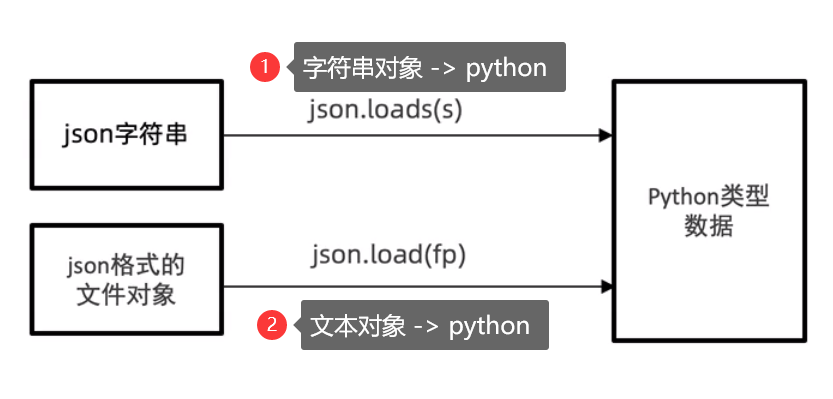 1 字符串对象 -> python
json.loads(s)
json字符串
Python类型
数据
json.load(fp)
json格式的
文件对象
2 文本对象 -> python